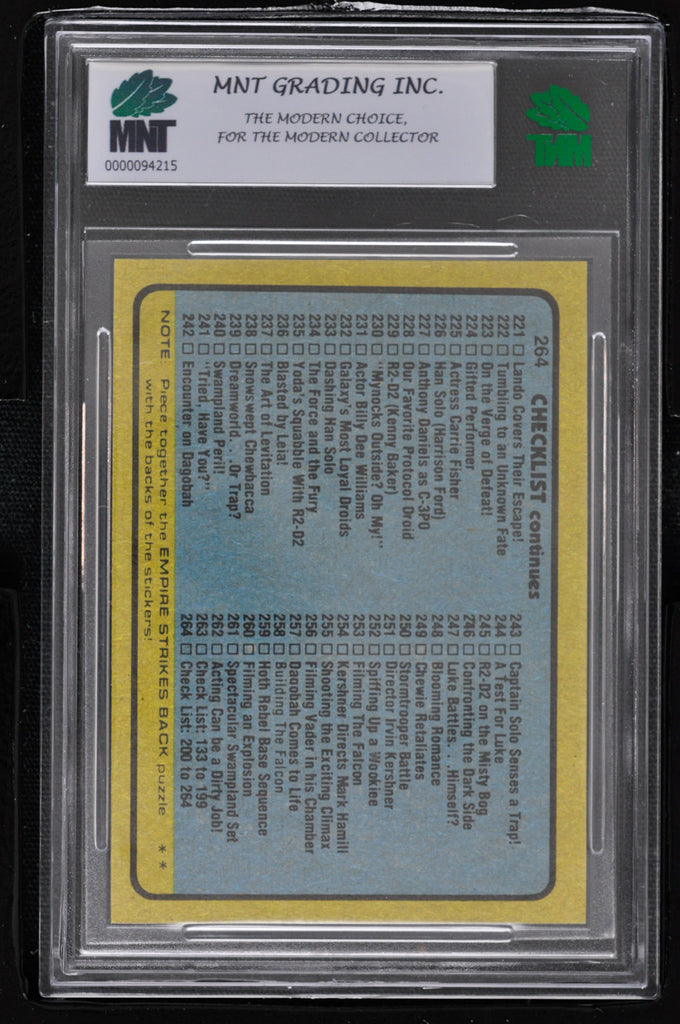 MNT GRADING INC.
THE MODERN CHOICE,
FOR THE MODERN COLLECTOR
MNT
0000094215
MNT
264 CHECKLIST continues
221 □ Lando Coves Their Escape!
222 □ Tumbling to an Unknown Fate
223 □ On the Verge of Defeat!
224 □ Gifted Performer
225 □ Actress Carrie Fisher
226 □ Han Solo (Harrison Ford)
227 □ Anthony Daniels as C-3PO
228 □ Our Favorite Protocol Droid
229 □ R2-D2 (Kenny Baker)
230 □ "Mynocks Outside? Oh My!"
231 □ Actor Billy Dee Williams
232 □ Galaxy's Most Loyal Droids
233 □ Dashing Han Solo
234 □ The Force and the Fury
235 □ Yoda's Squabble With R2-D2
236 □ Blasted by Leia!
237 □ The Art of Levitation
238 □ Snowswept Chewbacca
239 □ Dreamworld...Or Trap?
240 □ Swampland Peril!
241 □ "Tried, Have You?"
242 □ Encounter on Dagobah
243 □ Captain Solo Senses a Trap!
244 □ A Test For Luke
245 □ R2-D2 on the Misty Bog
246 □ Confronting the Dark Side
247 □ Luke Battles...Himself?
248 □ Blooming Romance
249 □ Chewie Retaliates
250 □ Stormtrooper Battle
251 □ Director Irvin Kershner
252 □ Spiffing Up a Wookie
253 □ Filming The Falcon
254 □ Kershner Directs Mark Hamill
255 □ Shooting the Exciting Climax
256 □ Filming Vader in his Chamber
257 □ Dagobah Comes to Life
258 □ Building The Falcon
259 □ Hoth Rebel Base Sequence
260 □ Filming an Explosion
261 □ Spectacular Swampland Set
262 □ Acting Can be a Dirty Job!
263 □ Check List: 133 to 199
264 □ Check List: 200 to 264
NOTE: Piece together the EMPIRE STRIKES BACK puzzle
with the backs of the stickers! * *